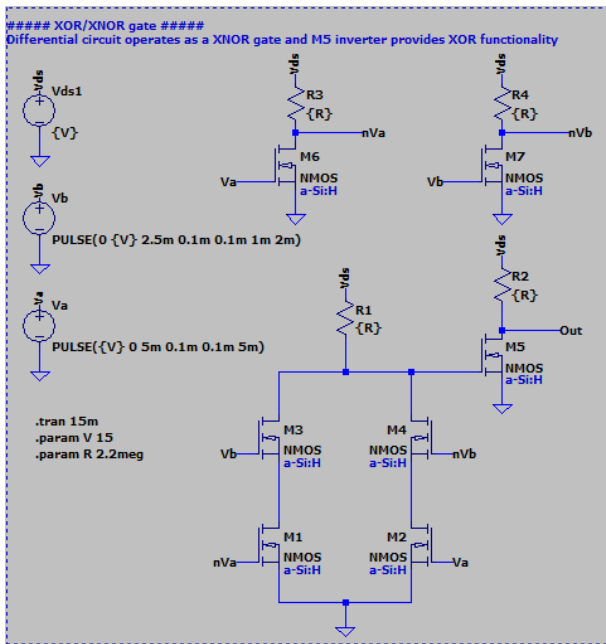 ##### XOR/XNOR gate #####
Differential circuit operates as a XNOR gate and M5 inverter provides XOR functionality
Vds
Vds1
{V}
Vb
Vb
PULSE(0 {V} 2.5m 0.1m 0.1m 1m 2m)
Va
Va
PULSE({V} 0 5m 0.1m 0.1m 5m)
.tran 15m
.param V 15
.param R 2.2meg
Vds
R3
{R}
nVa
M6
Va
NMOS
a-Si:H
Vds
R4
{R}
nVb
M7
Vb
NMOS
a-Si:H
Vds
R1
{R}
Vds
R2
{R}
Out
M5
NMOS
a-Si:H
M3
Vb
NMOS
a-Si:H
M4
nVb
NMOS
a-Si:H
M1
nVa
NMOS
a-Si:H
M2
Va
NMOS
a-Si:H